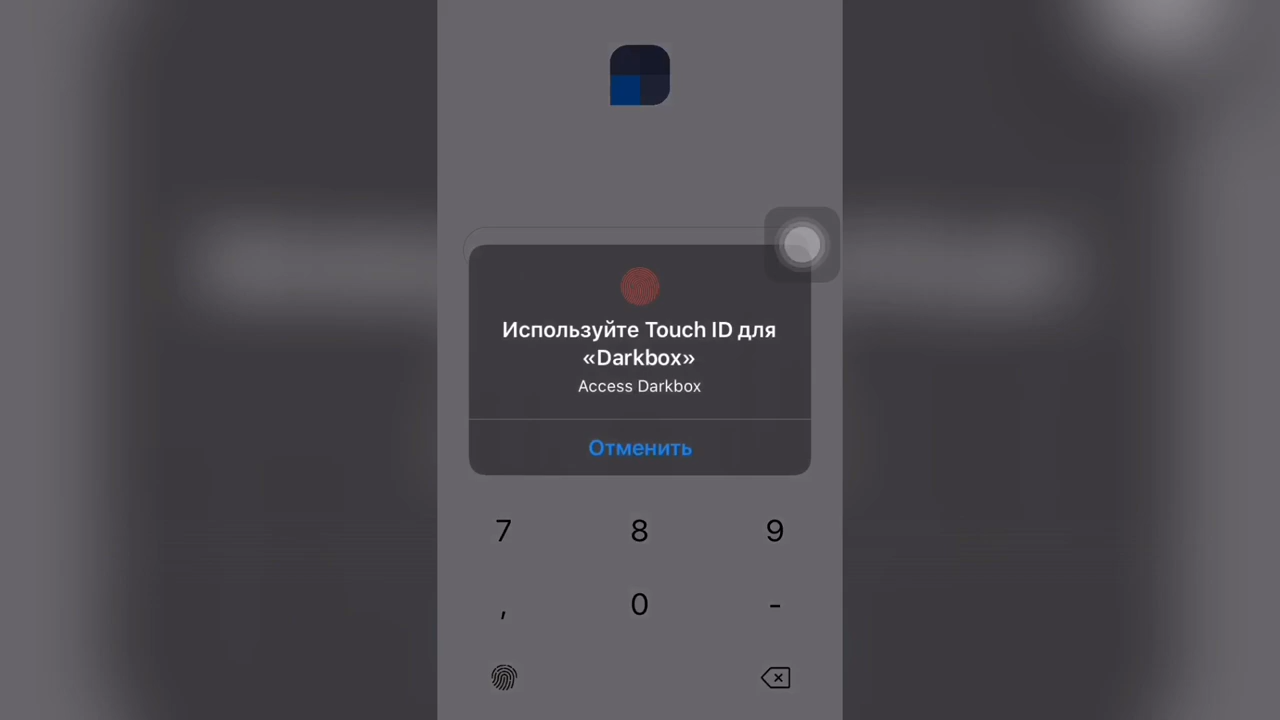 Используйте Touch ID для
«Darkbox»
Access Darkbox
Отменить
7 8 9
, 0 -